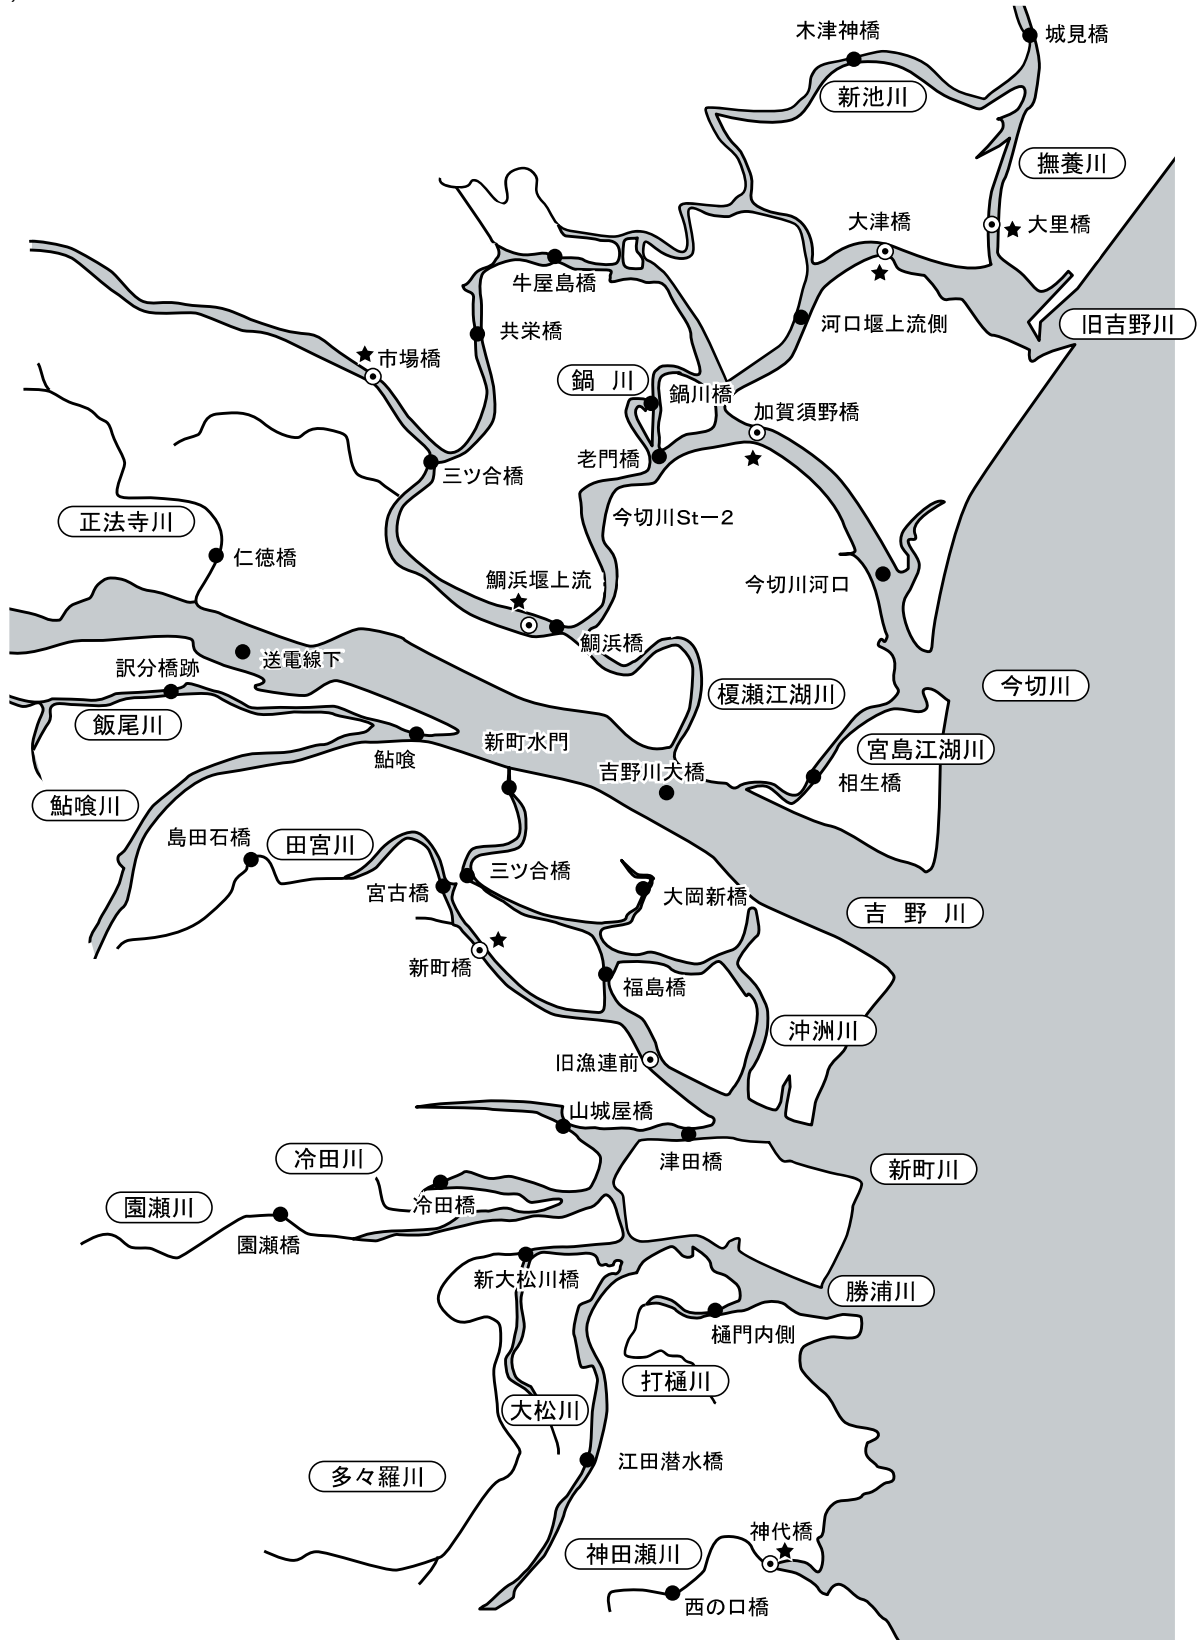 木津神橋
城見橋
新池川
撫養川
大津橋
大里橋
牛屋島橋
河口堰上流側
旧吉野川
共栄橋
市場橋
鍋 川
鍋川橋
加賀須野橋
老門橋
三ツ合橋
今切川St－2
正法寺川
仁徳橋
鯛浜堰上流
今切川河口
鯛浜橋
送電線下
訳分橋跡
榎瀬江湖川
今切川
飯尾川
新町水門
宮島江湖川
鮎喰
吉野川大橋
相生橋
鮎喰川
島田石橋
田宮川
三ツ合橋
宮古橋
大岡新橋
吉 野 川
新町橋
福島橋
沖洲川
旧漁連前
山城屋橋
冷田川
津田橋
新町川
園瀬川
冷田橋
園瀬橋
新大松川橋
勝浦川
樋門内側
打樋川
大松川
江田潜水橋
多々羅川
神代橋
神田瀬川
西の口橋